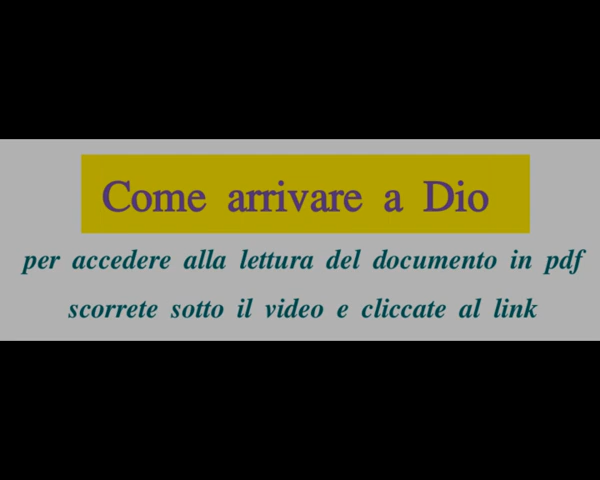 Come arrivare a Dio
per accedere alla lettura del documento in pdf
scorrete sotto il video e cliccate al link